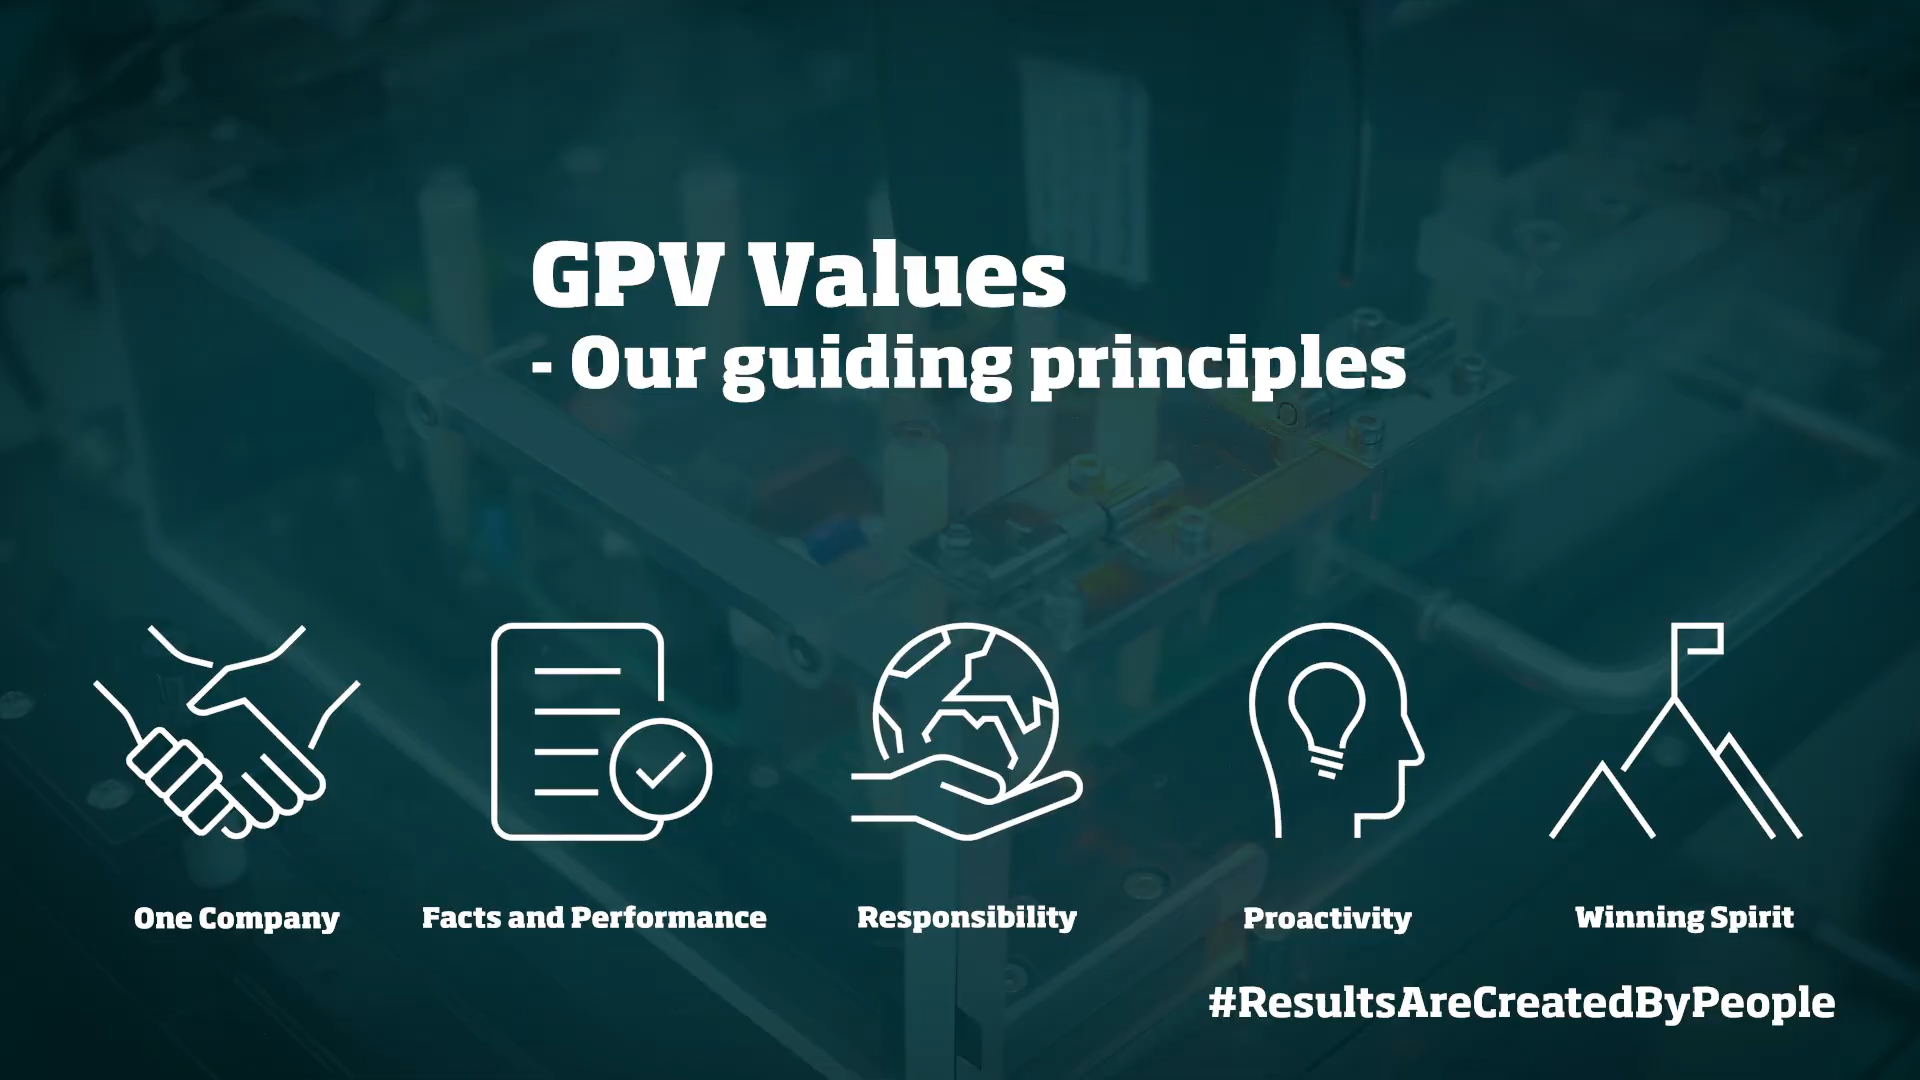 GPV Values
- Our guiding principles
One Company
Facts and Performance
Responsibility
Proactivity
Winning Spirit
#ResultsAreCreatedByPeople